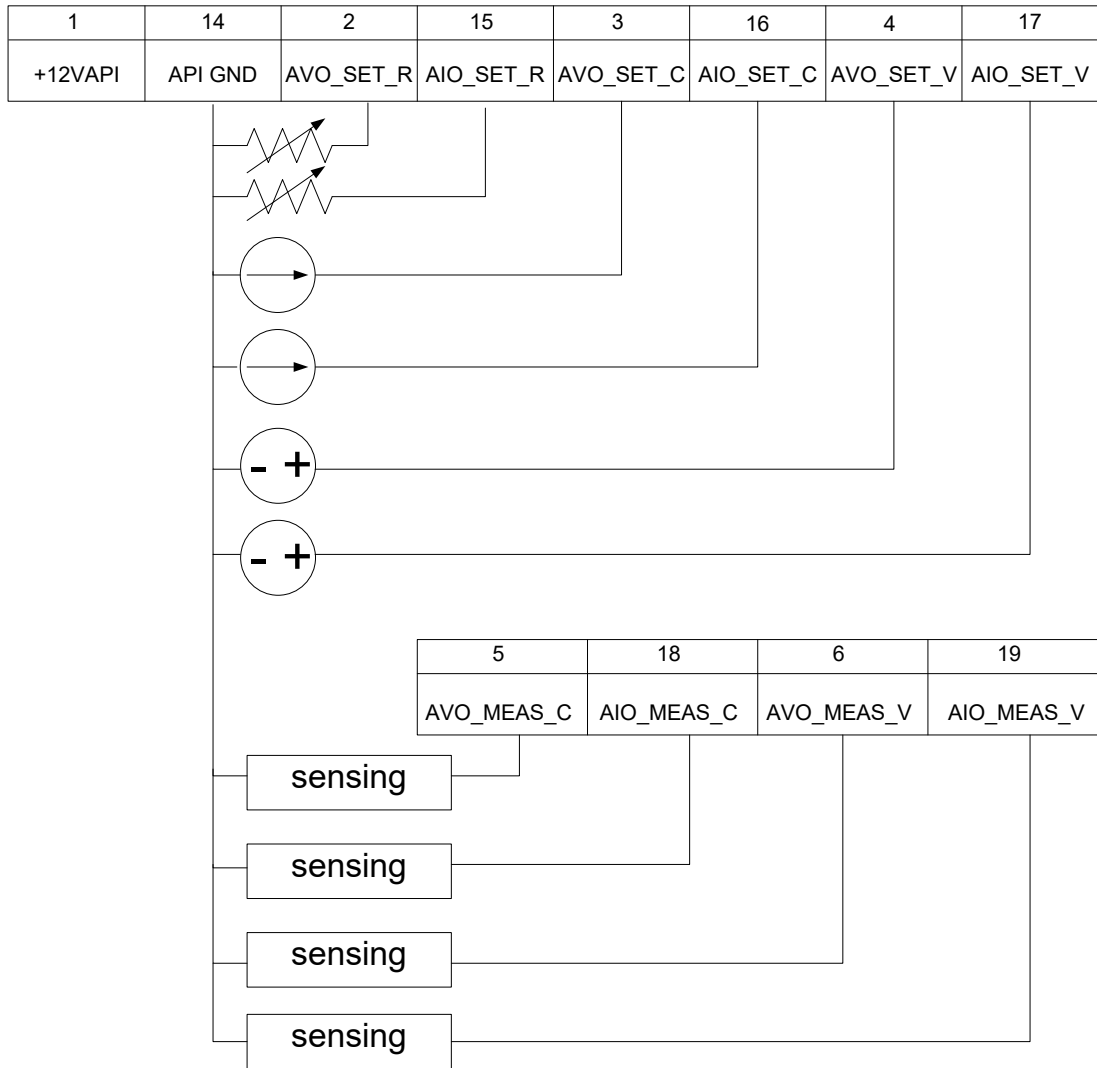 1 14 2 15 3 16 4 17
+12VAPI API GND AVO_SET_R AIO_SET_R AVO_SET_C AIO_SET_C AVO_SET_V AIO_SET_V
- +
- +
5 18 6 19
AVO_MEAS_C AIO_MEAS_C AVO_MEAS_V AIO_MEAS_V
sensing
sensing
sensing
sensing